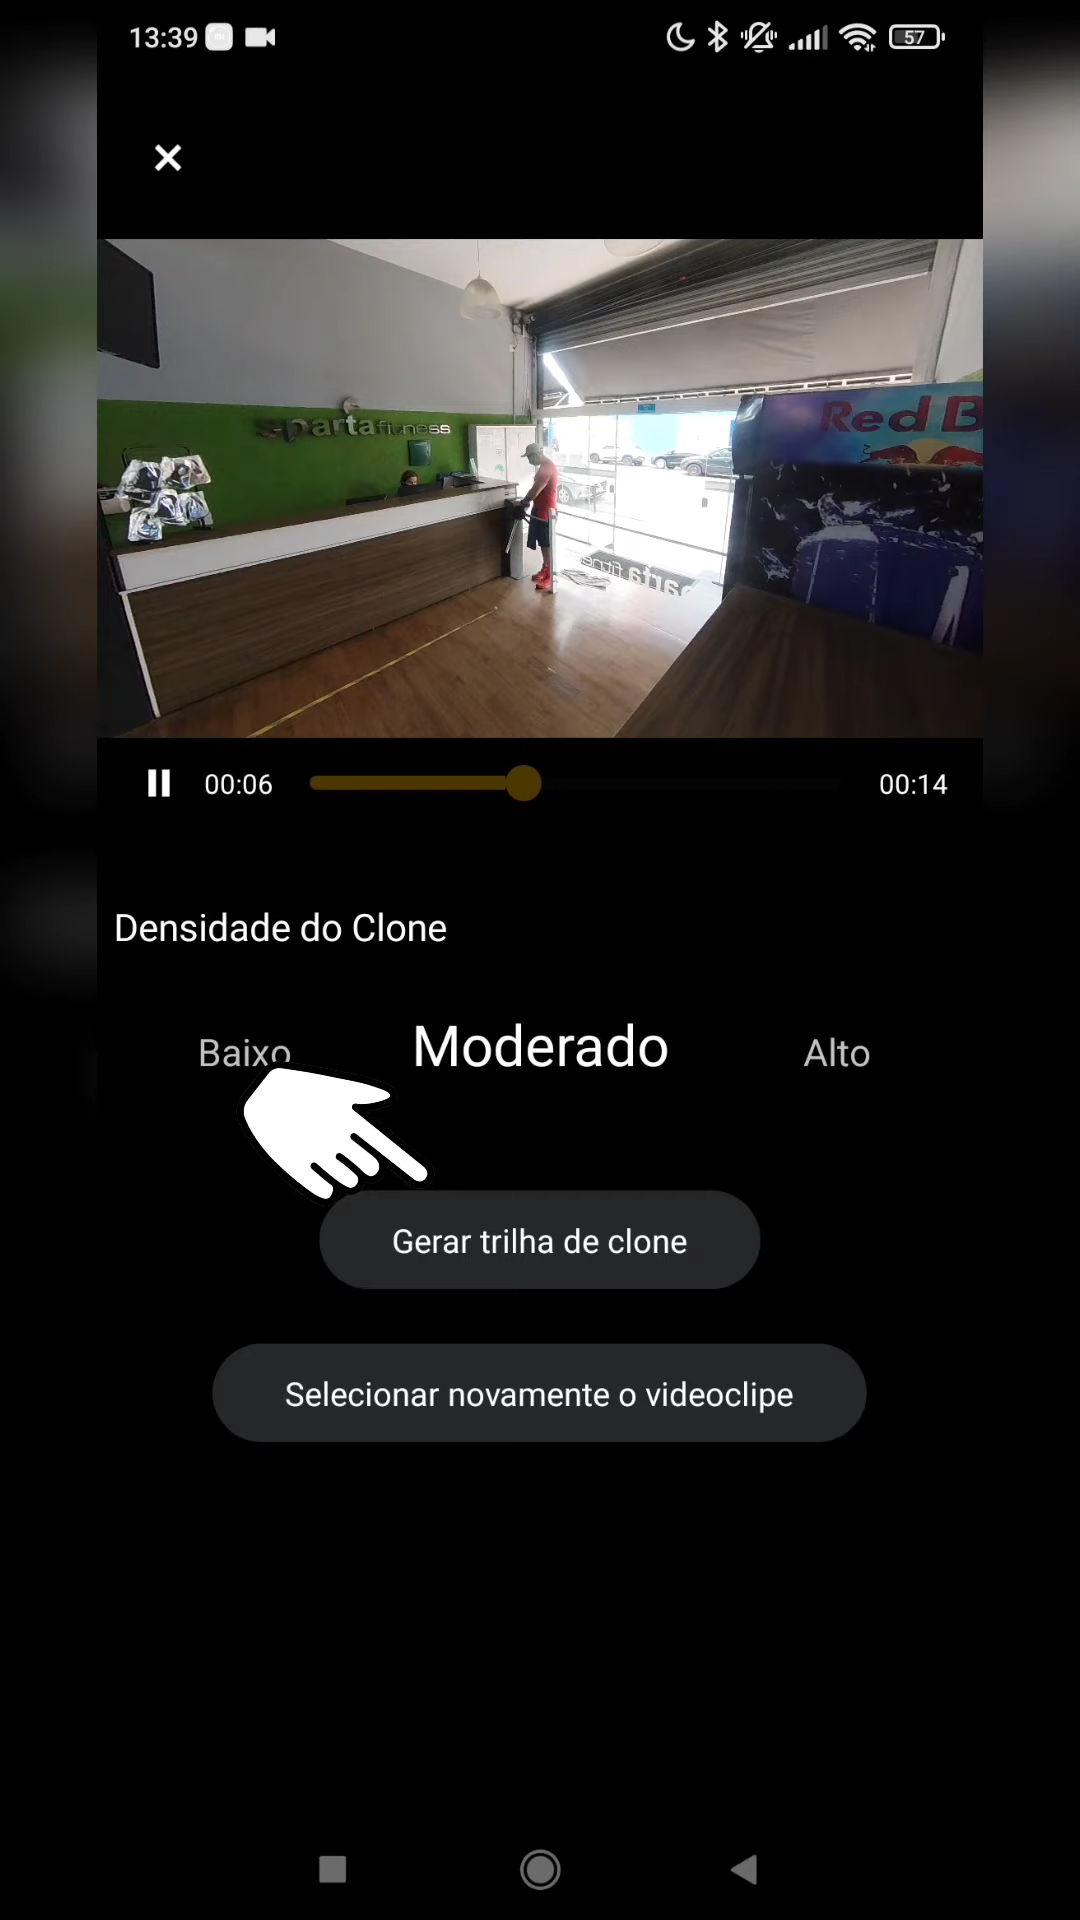 13:39
57
spartafitness
Red B
00:06
00:14
Densidade do Clone
Baixo
Moderado
Alto
Gerar trilha de clone
Selecionar novamente o videoclipe